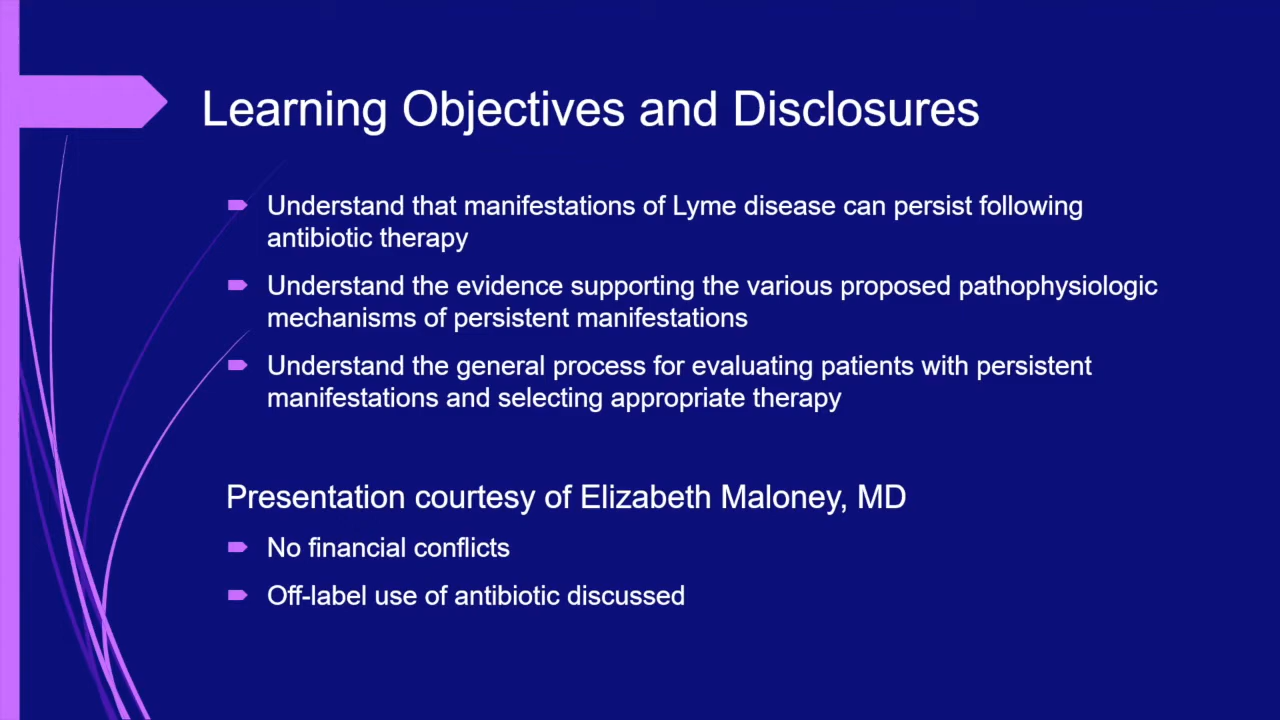 Learning Objectives and Disclosures
Understand that manifestations of Lyme disease can persist following
antibiotic therapy
Understand the evidence supporting the various proposed pathophysiologic
mechanisms of persistent manifestations
Understand the general process for evaluating patients with persistent
manifestations and selecting appropriate therapy
Presentation courtesy of Elizabeth Maloney, MD
No financial conflicts
Off-label use of antibiotic discussed